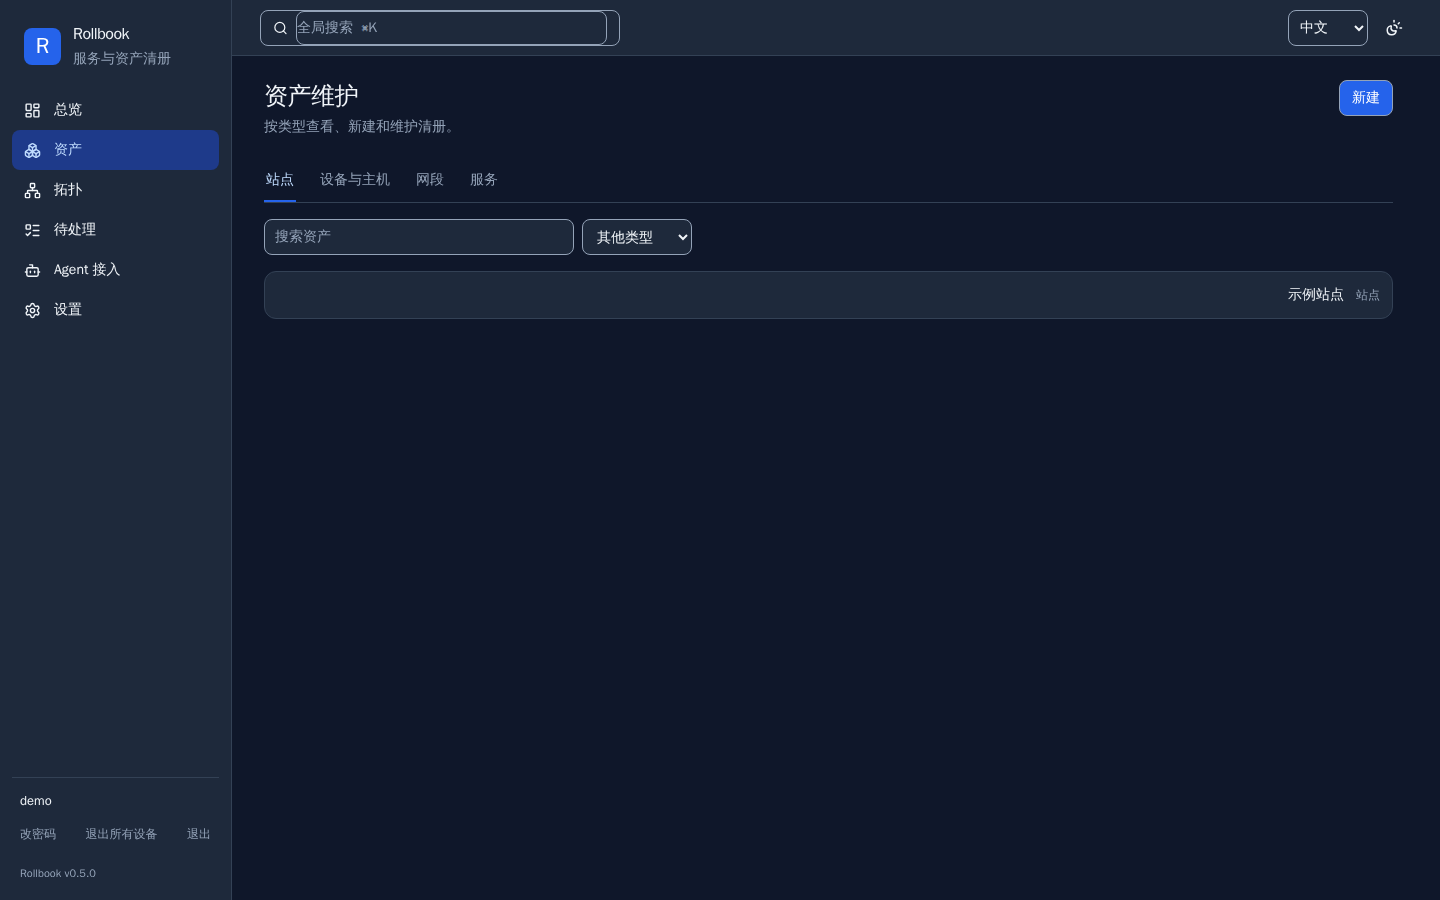 R
Rollbook
服务与资产清册
总览
资产
拓扑
待处理
Agent 接入
设置
demo
改密码 退出所有设备 退出
Rollbook v0.5.0
全局搜索 ⌘K
中文
资产维护
新建
按类型查看、新建和维护清册。
站点 设备与主机 网段 服务
搜索资产
其他类型
示例站点 站点